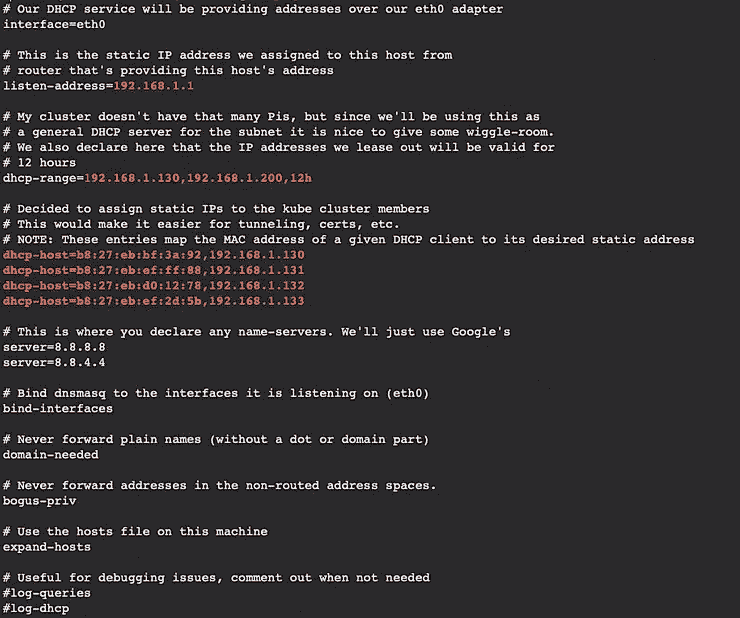 # Our DHCP service will be providing addresses over our eth0 adapter
interface=eth0
# This is the static IP address we assigned to this host from
# router that's providing this host's address
listen-address=192.168.1.1
# My cluster doesn't have that many Pis, but since we'll be using this as
# a general DHCP server for the subnet it is nice to give some wiggle-room.
# We also declare here that the IP addresses we lease out will be valid for
# 12 hours
dhcp-range=192.168.1.130,192.168.1.200,12h
# Decided to assign static IPs to the kube cluster members
# This would make it easier for tunneling, certs, etc.
# NOTE: These entries map the MAC address of a given DHCP client to its desired static address
dhcp-host=b8:27:eb:bf:3a:92,192.168.1.130
dhcp-host=b8:27:eb:ef:ff:88,192.168.1.131
dhcp-host=b8:27:eb:d0:12:78,192.168.1.132
dhcp-host=b8:27:eb:ef:2d:5b,192.168.1.133
# This is where you declare any name-servers. We'll just use Google's
server=8.8.8.8
server=8.8.4.4
# Bind dnsmasq to the interfaces it is listening on (eth0)
bind-interfaces
# Never forward plain names (without a dot or domain part)
domain-needed
# Never forward addresses in the non-routed address spaces.
bogus-priv
# Use the hosts file on this machine
expand-hosts
# Useful for debugging issues, comment out when not needed
#log-queries
#log-dhcp